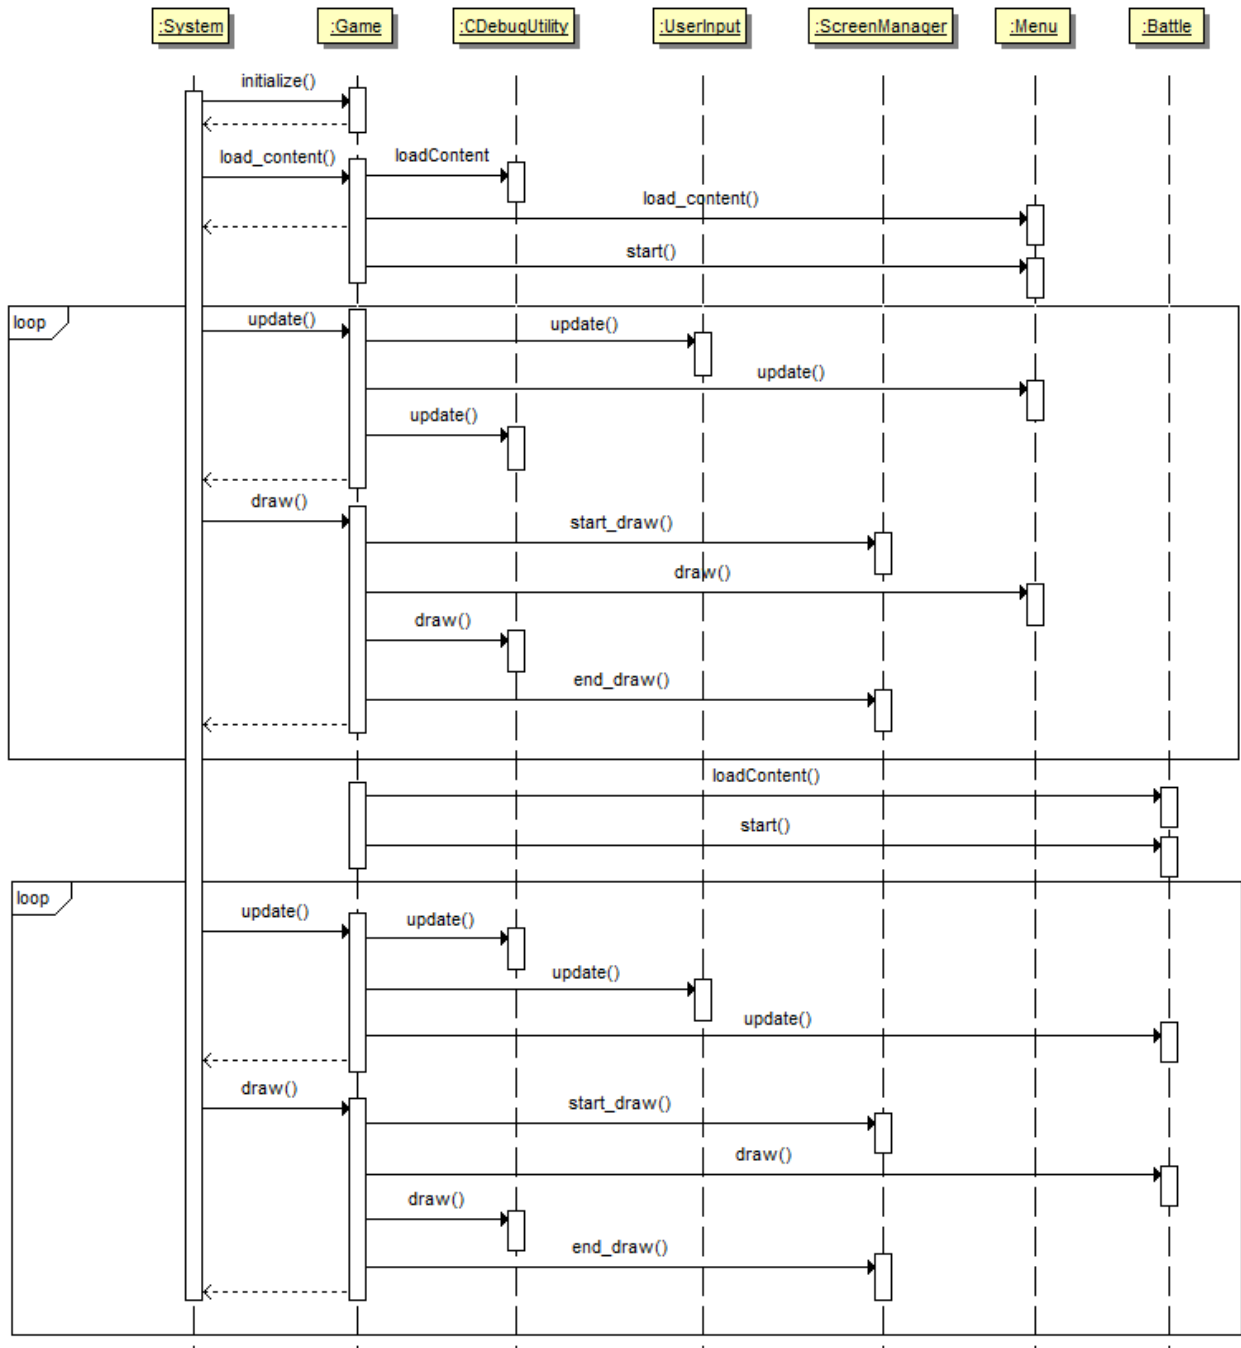 :System :Game :CDebugUtility :UserInput :ScreenManager :Menu :Battle
initialize()
load_content() loadContent
load_content()
start()
loop update() update()
update()
update()
draw()
start_draw()
draw()
draw()
end_draw()
loadContent()
start()
loop
update() update()
update()
update()
draw() start_draw()
draw()
draw()
end_draw()